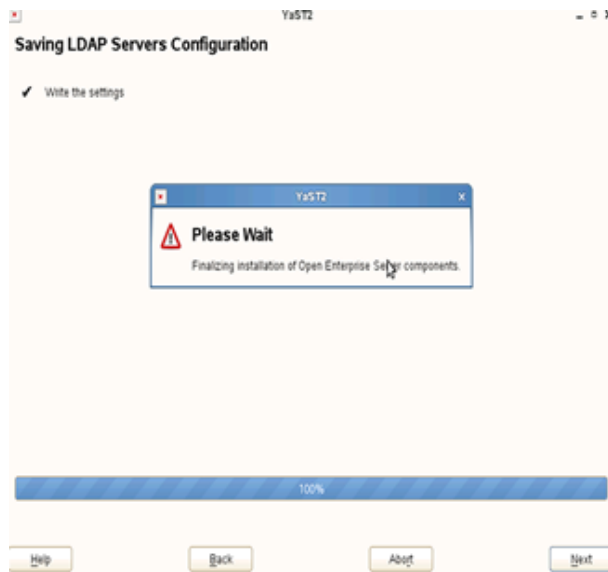 YaST2
Saving LDAP Servers Configuration
Write the settings
YaST2
Please Wait
Finalizing installation of Open Enterprise Server components.
100%
Help
Back
Abort
Next